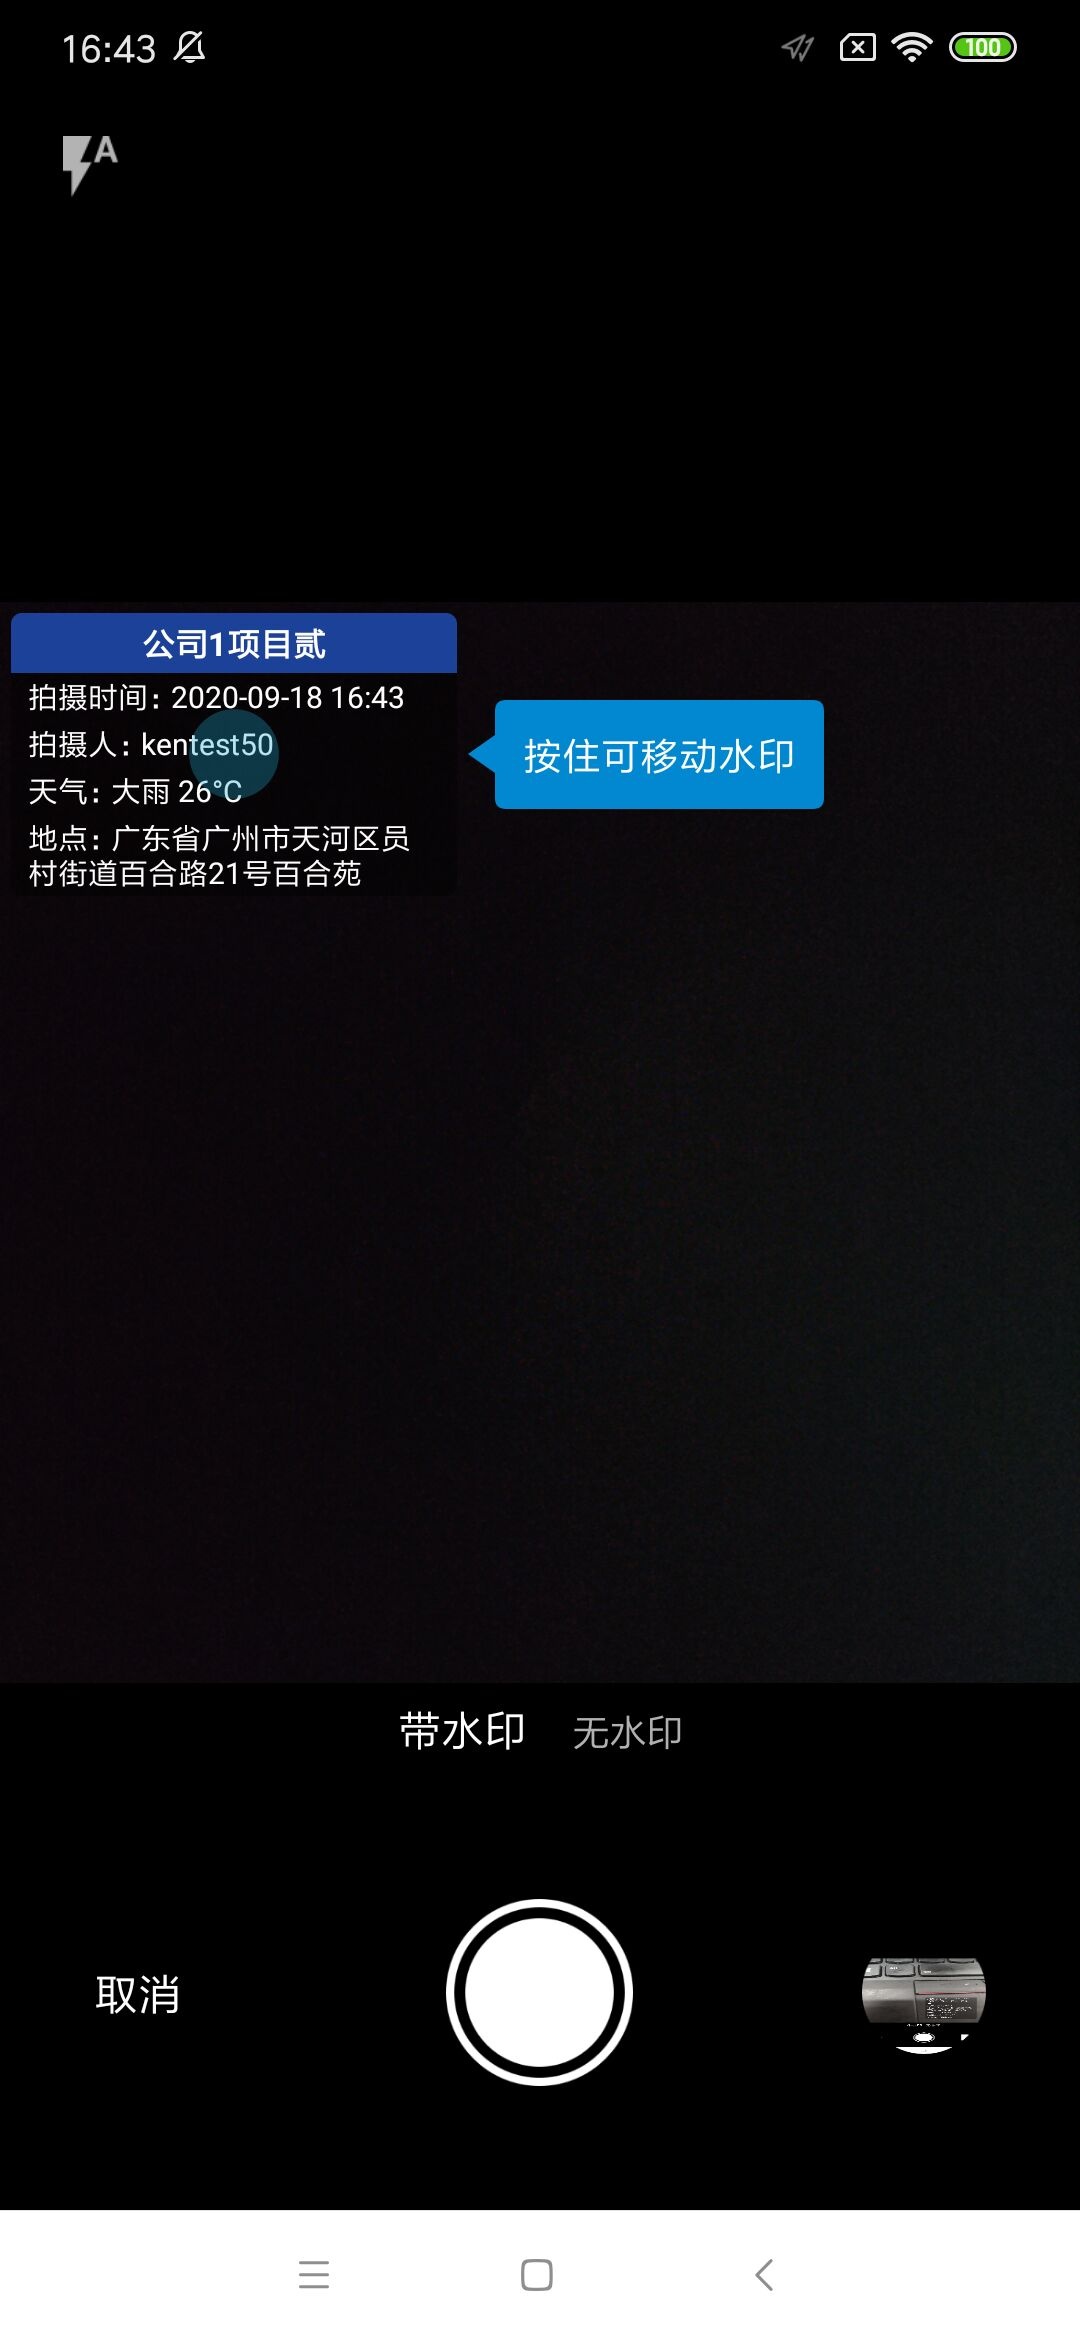 16:43
100
A
公司1项目贰
拍摄时间: 2020-09-18 16:43
拍摄人: kentest50
天气: 大雨 26°C
地点: 广东省广州市天河区员
村街道百合路21号百合苑
按住可移动水印
带水印 无水印
取消